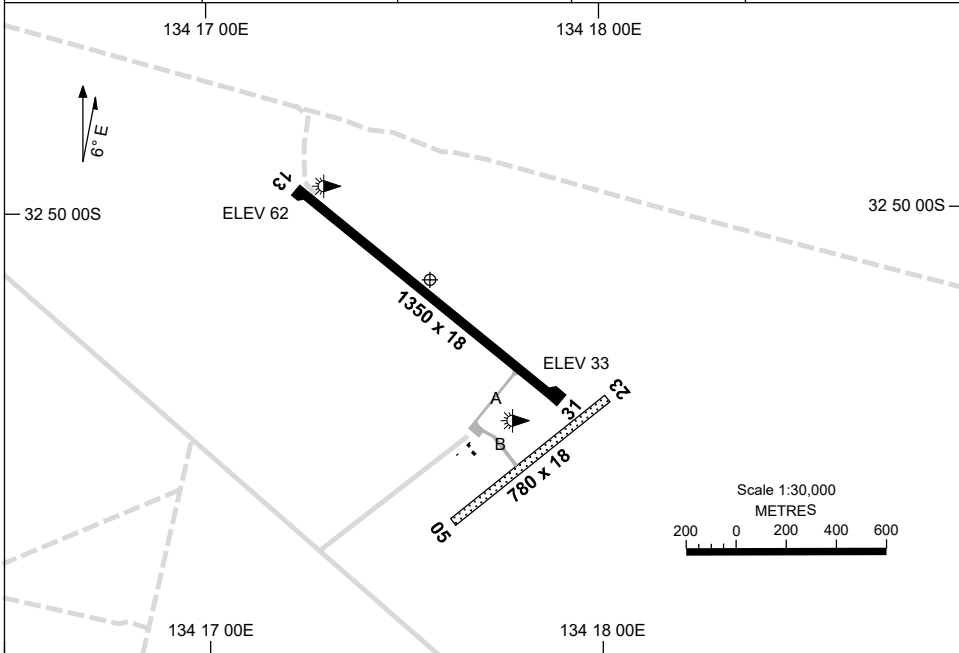 134 17 00E
134 18 00E
6° E
13
32 50 00S
32 50 00S
ELEV 62
1350 x 18
ELEV 33
A
31
23
B
780 x 18
05
Scale 1:30,000
METRES
200 0 200 400 600
134 17 00E
134 18 00E